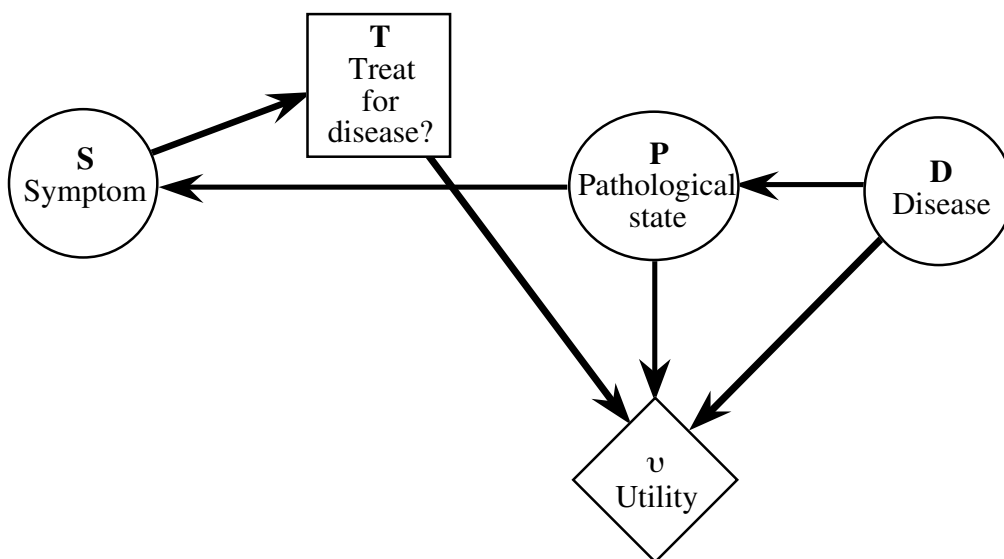 T
Treat
for
disease?
S
Symptom
P
Pathological
state
D
Disease
υ
Utility